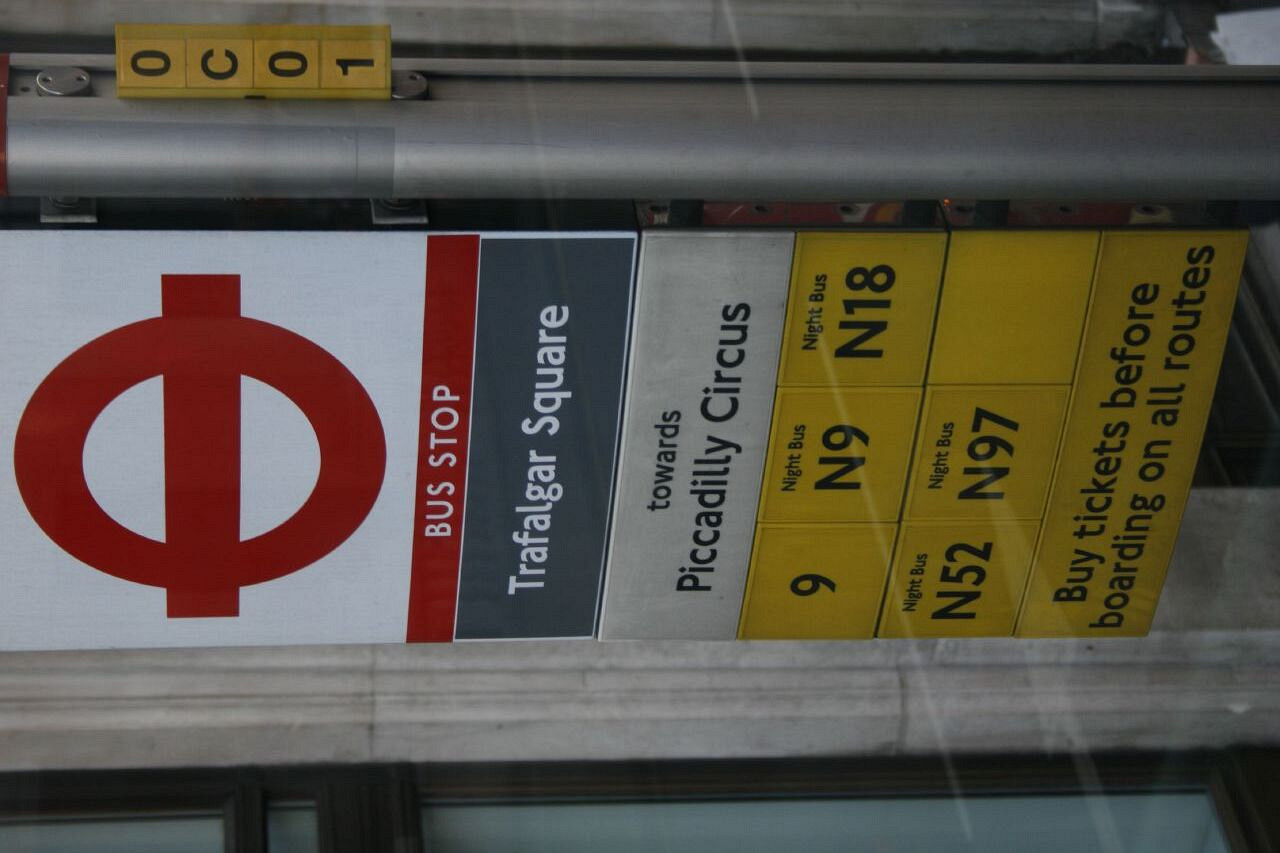 0C01
BUS STOP
Trafalgar Square
towards
Piccadilly Circus
9
Night Bus
N9
Night Bus
N18
Night Bus
N52
Night Bus
N97
Buy tickets before
boarding on all routes